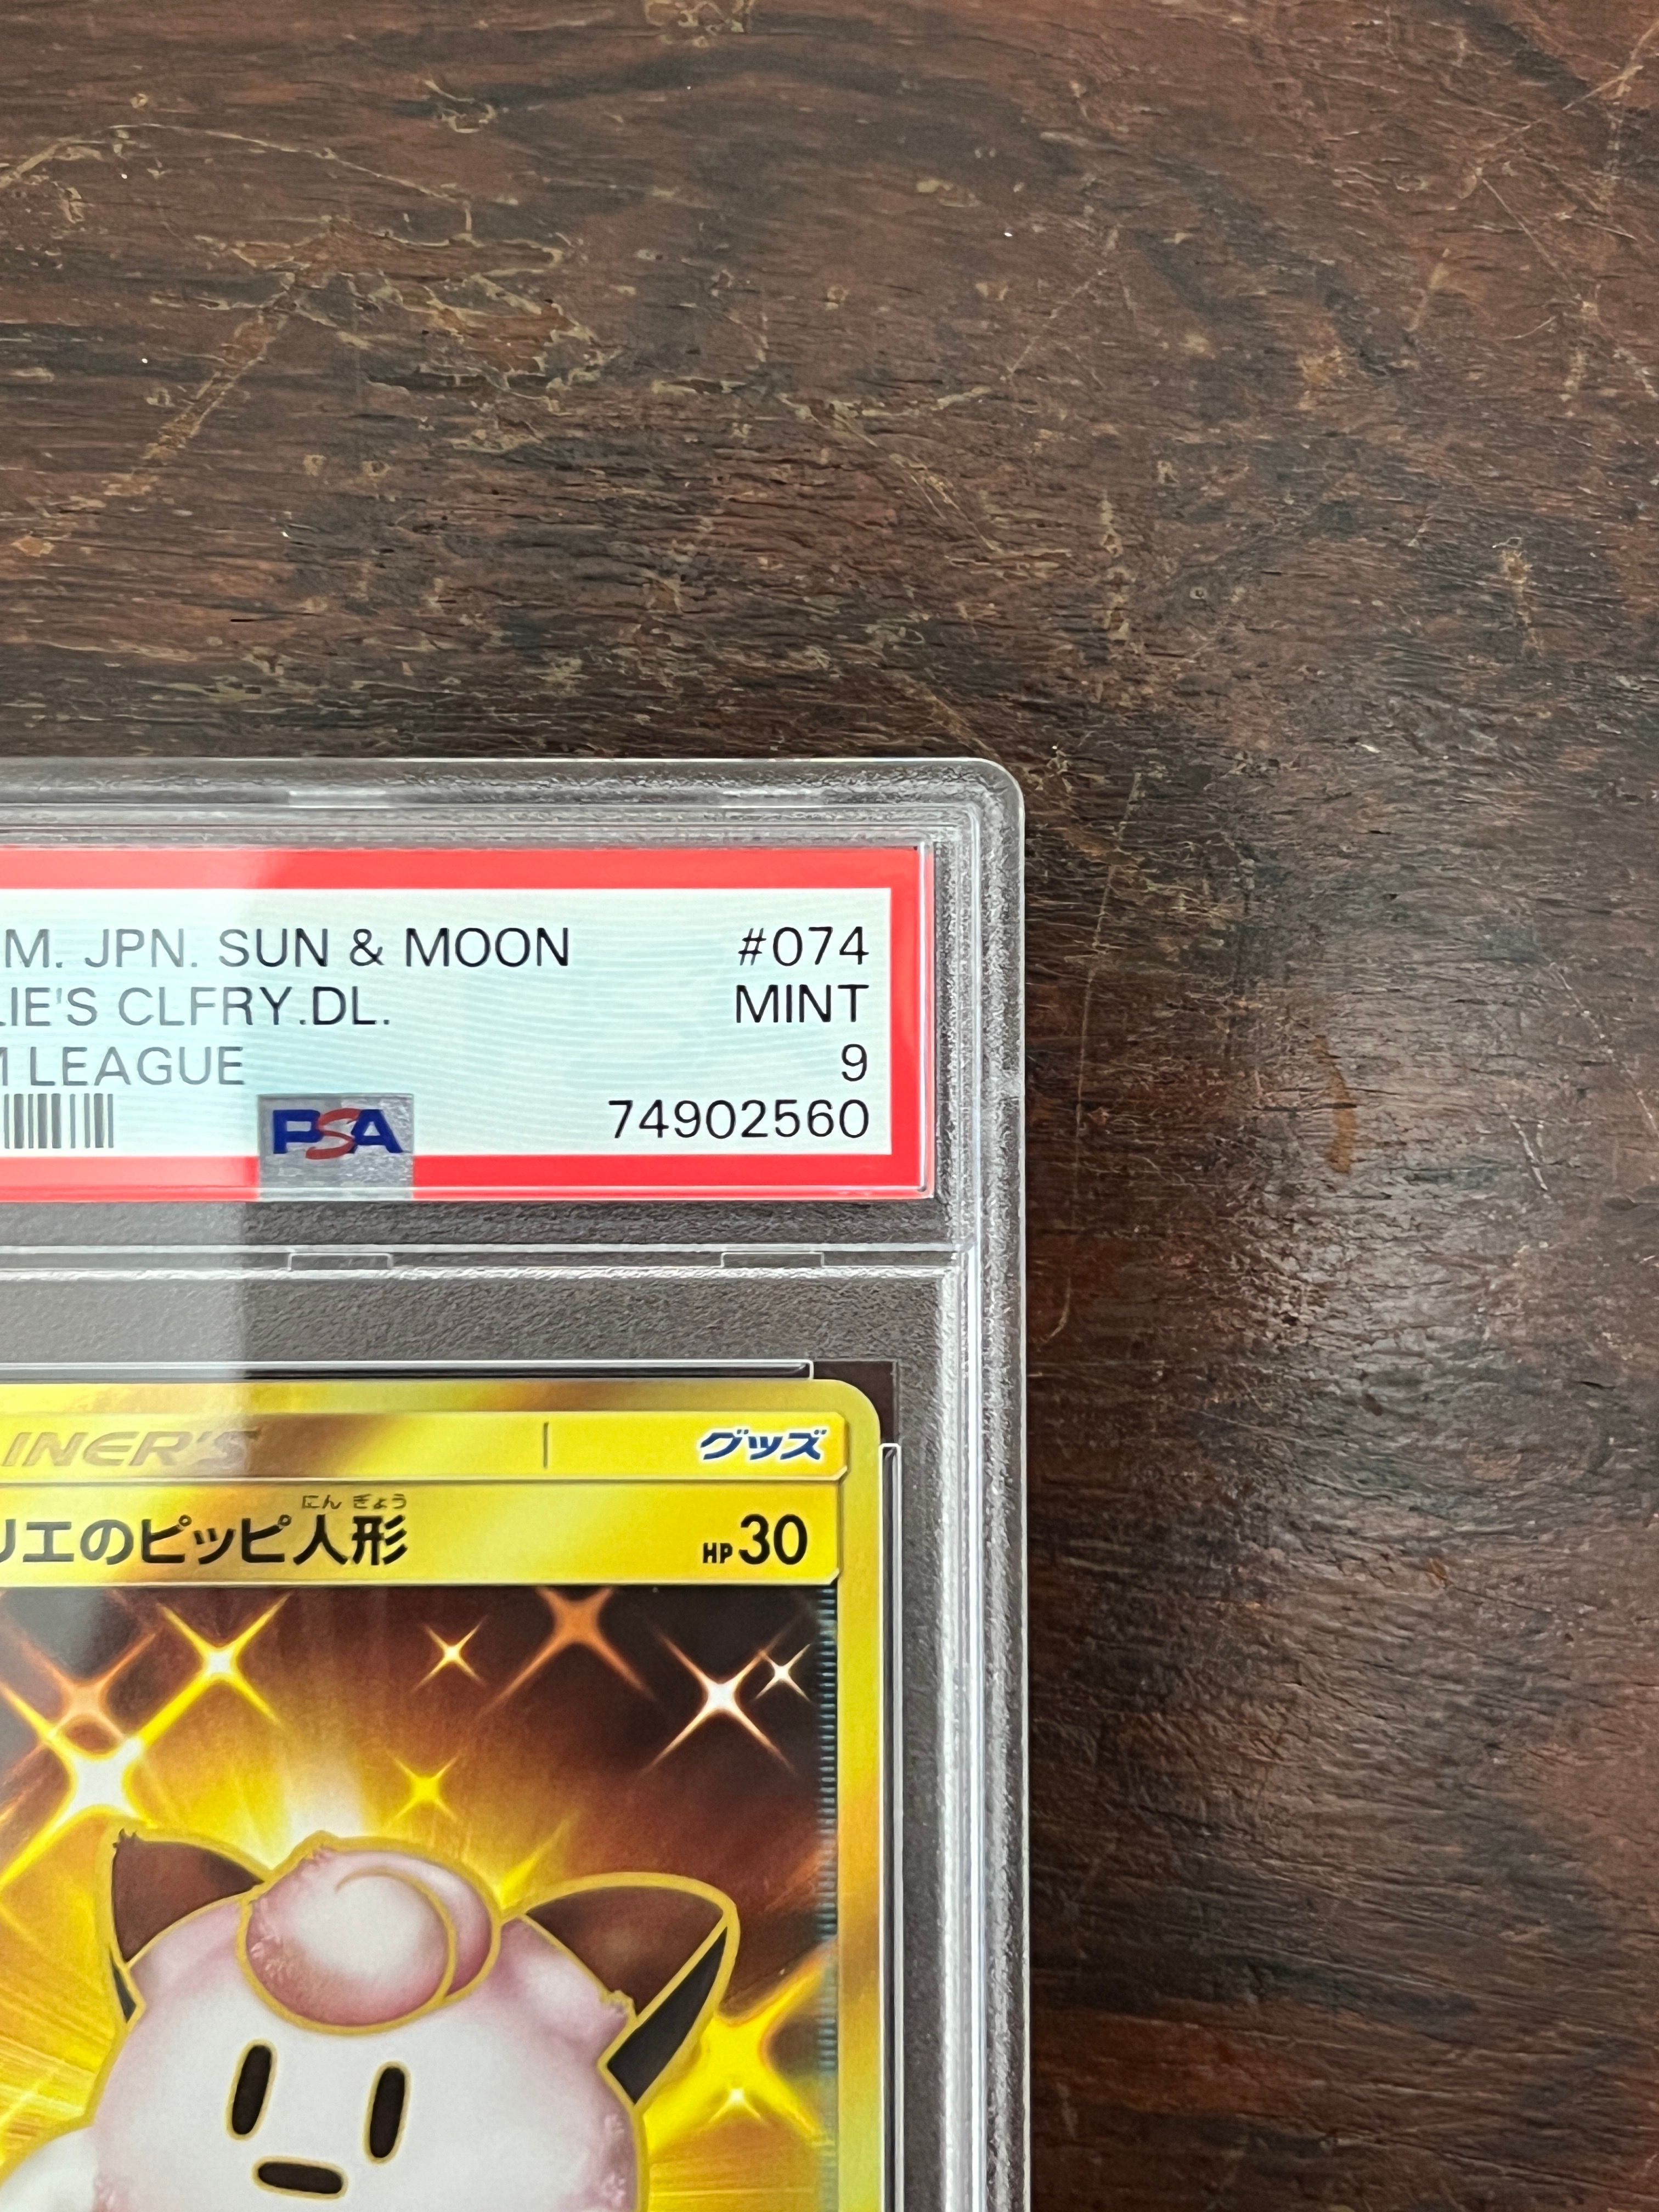 M. JPN. SUN & MOON #074
LIE'S CLFRY.DL. MINT
M LEAGUE 9
PSA 74902560
INER'S グッズ
にん ぎょう
リエのピッピ人形 HP30